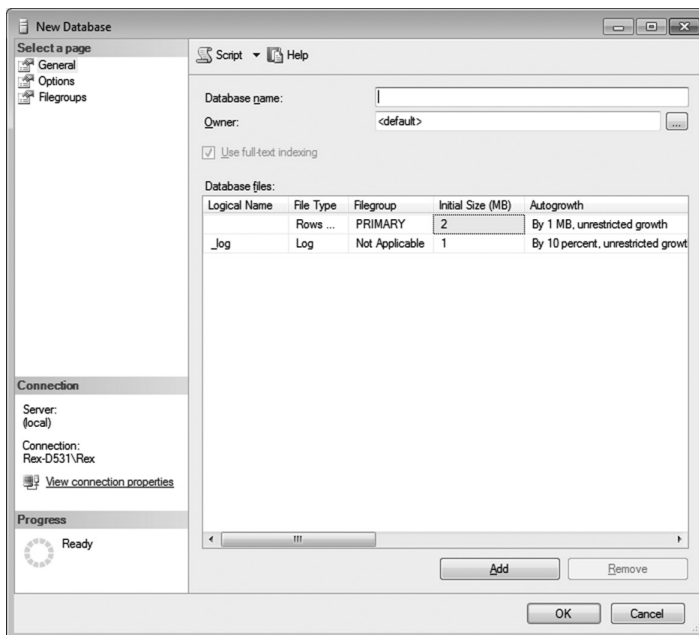 New Database
Select a page
General
Options
Filegroups
Script Help
Database name:
Owner: <default> ...
Use full-text indexing
Database files:
Logical Name File Type Filegroup Initial Size (MB) Autogrowth
Rows ... PRIMARY 2 By 1 MB, unrestricted growth
_log Log Not Applicable 1 By 10 percent, unrestricted growt
Connection
Server:
(local)
Connection:
Rex-D531\Rex
View connection properties
Progress
Ready
Add Remove
OK Cancel